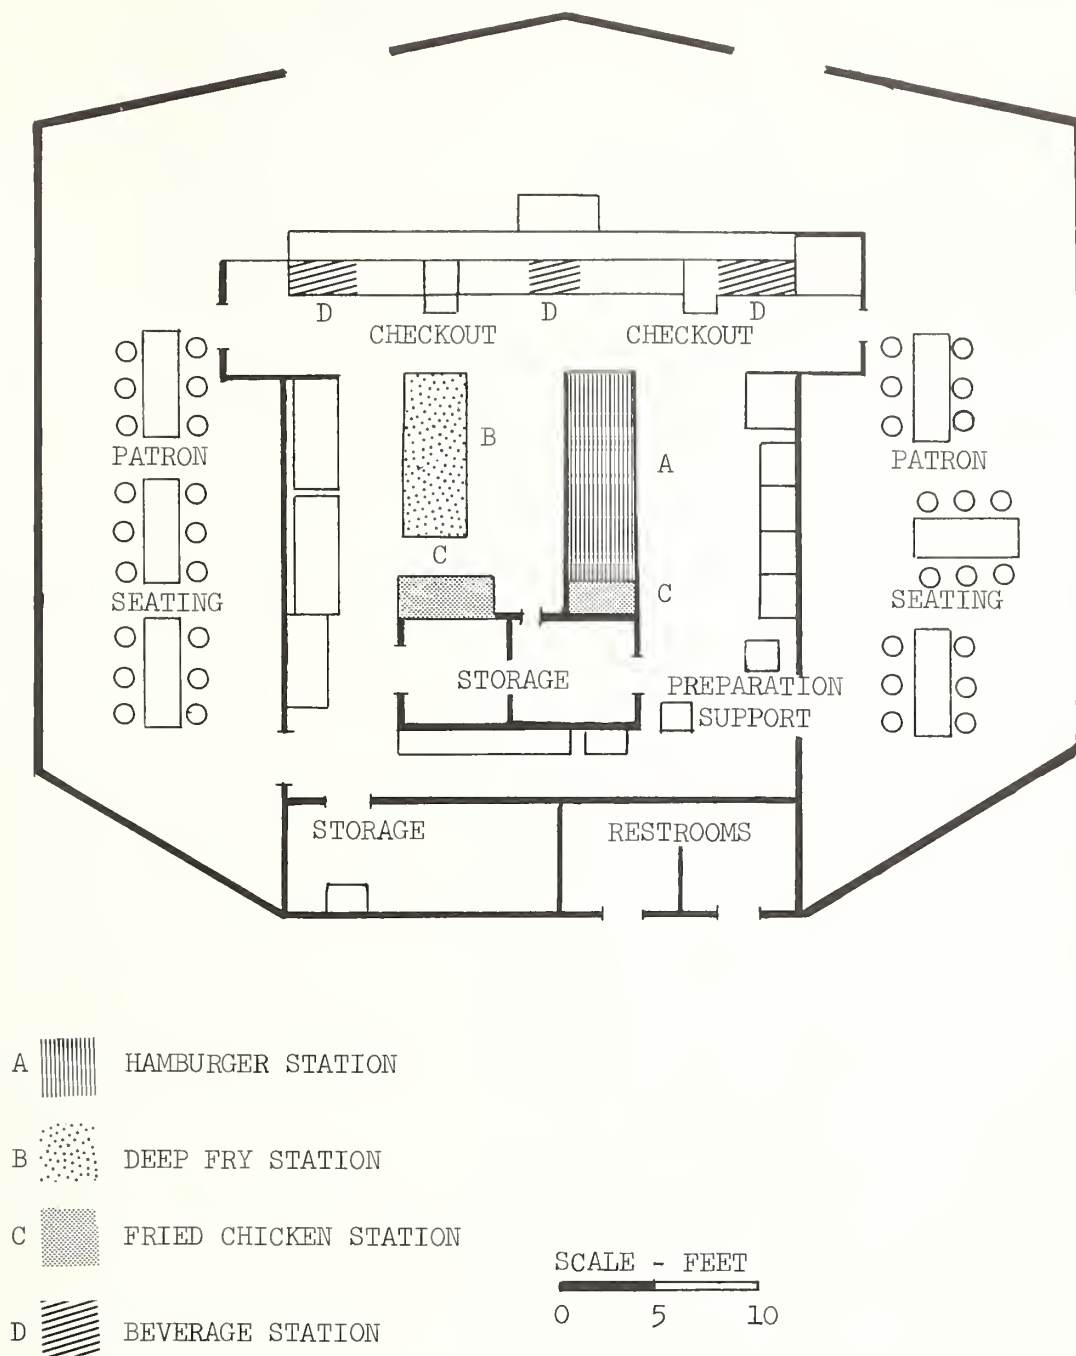 D D D
CHECKOUT CHECKOUT
B
PATRON A PATRON
C
SEATING C SEATING
STORAGE PREPARATION
SUPPORT
STORAGE RESTROOMS
A HAMBURGER STATION
B DEEP FRY STATION
C FRIED CHICKEN STATION
SCALE - FEET
0 5 10
D BEVERAGE STATION